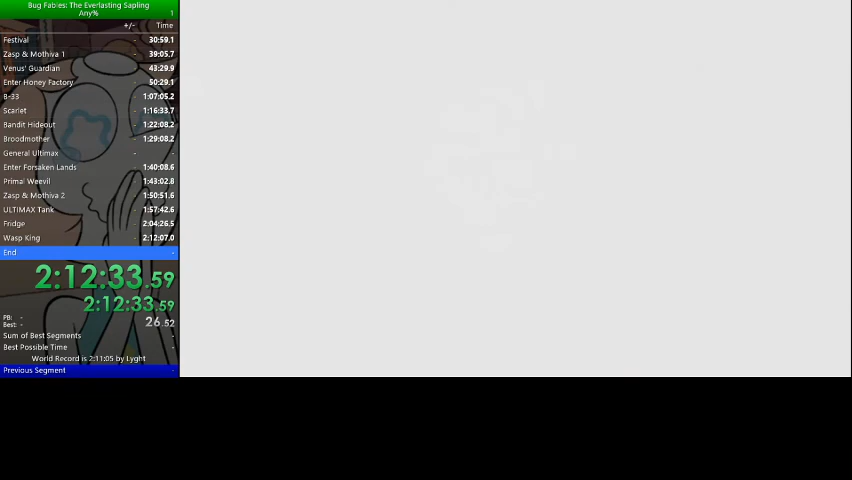 Bug Fables: The Everlasting Sapling
Any% 1
+/- Time
Festival - 30:59.1
Zasp & Mothiva 1 - 39:05.7
Venus' Guardian - 43:29.9
Enter Honey Factory - 50:29.1
B-33 - 1:07:05.2
Scarlet - 1:16:33.7
Bandit Hideout - 1:22:08.2
Broodmother - 1:29:08.2
General Ultimax - -
Enter Forsaken Lands - 1:40:08.6
Primal Weevil - 1:43:02.8
Zasp & Mothiva 2 - 1:50:51.6
ULTIMAX Tank - 1:57:42.6
Fridge - 2:04:26.5
Wasp King - 2:12:07.0
End -
2:12:33.59
2:12:33.59
PB: -
Best: - 26.52
Sum of Best Segments -
Best Possible Time -
World Record is 2:11:05 by Lyght
Previous Segment -